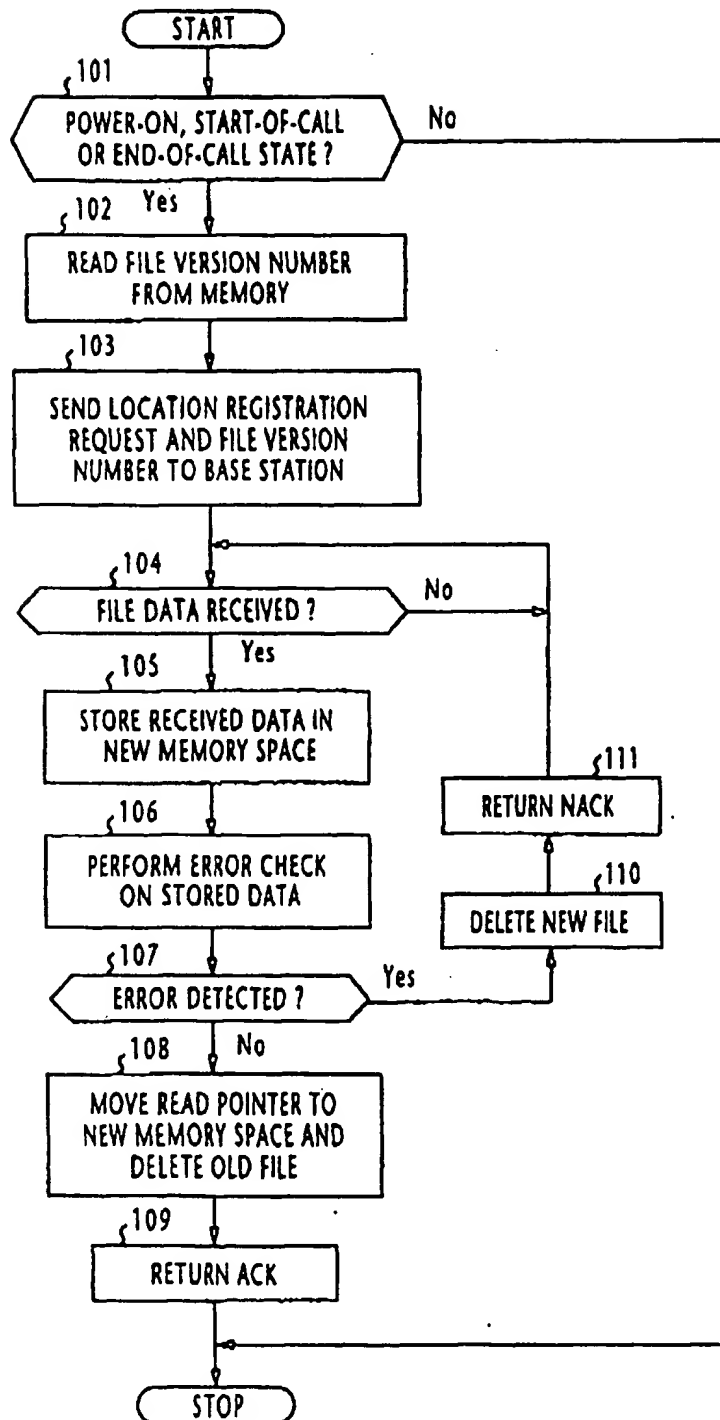 START
101
POWER-ON, START-OF-CALL
OR END-OF-CALL STATE ?
No
Yes
102
READ FILE VERSION NUMBER
FROM MEMORY
103
SEND LOCATION REGISTRATION
REQUEST AND FILE VERSION
NUMBER TO BASE STATION
104
FILE DATA RECEIVED ?
No
Yes
105
STORE RECEIVED DATA IN
NEW MEMORY SPACE
111
RETURN NACK
106
PERFORM ERROR CHECK
ON STORED DATA
110
DELETE NEW FILE
107
ERROR DETECTED ?
Yes
No
108
MOVE READ POINTER TO
NEW MEMORY SPACE AND
DELETE OLD FILE
109
RETURN ACK
STOP